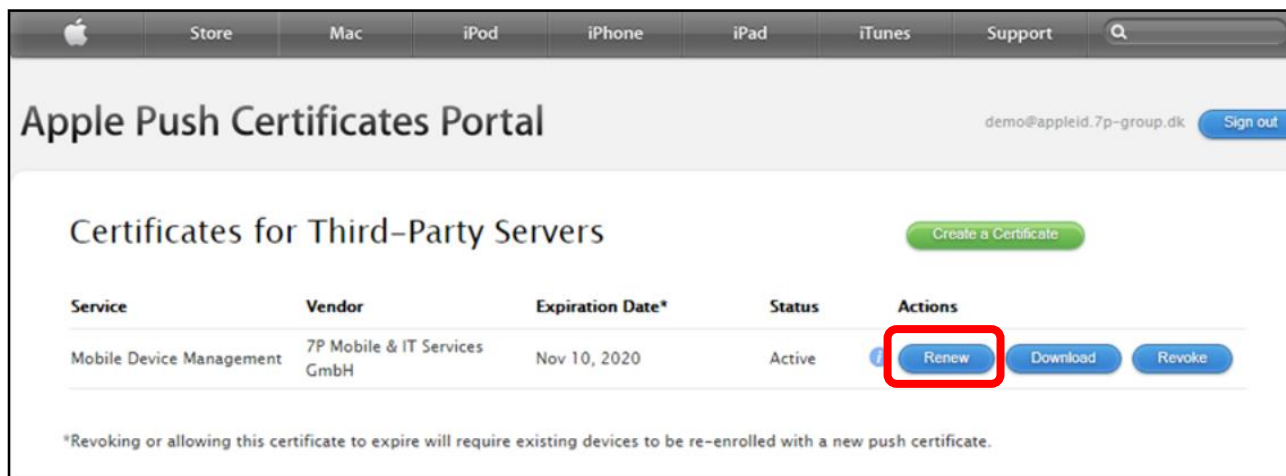 Store Mac iPod iPhone iPad iTunes Support
Apple Push Certificates Portal
demo@appleid.7p-group.dk Sign out
Certificates for Third-Party Servers
Create a Certificate
Service Vendor Expiration Date* Status Actions
Mobile Device Management 7P Mobile & IT Services Nov 10, 2020 Active i Renew Download Revoke
GmbH
*Revoking or allowing this certificate to expire will require existing devices to be re-enrolled with a new push certificate.